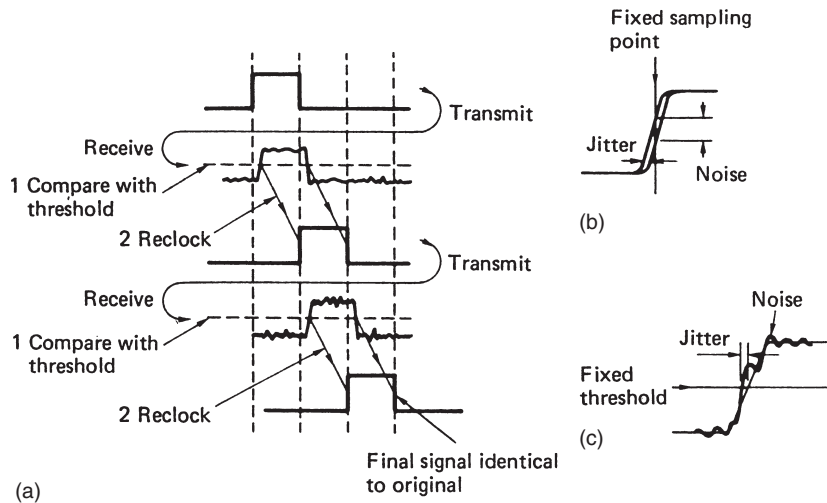 Transmit
Receive
1 Compare with
threshold
2 Reclock
Transmit
Receive
1 Compare with
threshold
2 Reclock
Final signal identical
to original
(a)
Fixed sampling
point
Jitter
Noise
(b)
Noise
Jitter
Fixed
threshold
(c)